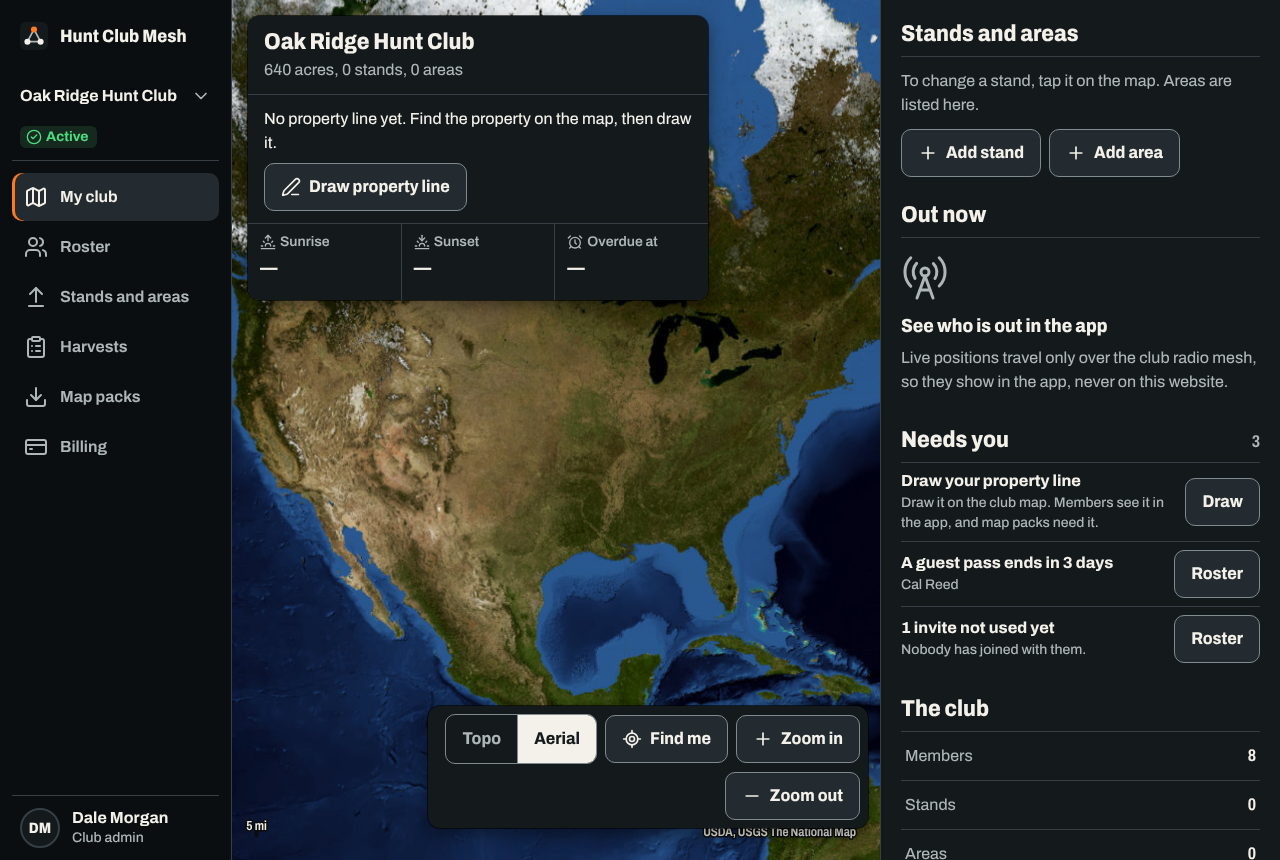 Hunt Club Mesh
Oak Ridge Hunt Club
Active
My club
Roster
Stands and areas
Harvests
Map packs
Billing
DM
Dale Morgan
Club admin
Oak Ridge Hunt Club
640 acres, 0 stands, 0 areas
No property line yet. Find the property on the map, then draw
it.
Draw property line
Sunrise
—
Sunset
—
Overdue at
—
Topo
Aerial
Find me
Zoom in
Zoom out
5 mi
USDA, USGS The National Map
Stands and areas
To change a stand, tap it on the map. Areas are
listed here.
Add stand
Add area
Out now
See who is out in the app
Live positions travel only over the club radio mesh,
so they show in the app, never on this website.
Needs you
3
Draw your property line
Draw it on the club map. Members see it in
the app, and map packs need it.
Draw
A guest pass ends in 3 days
Cal Reed
Roster
1 invite not used yet
Nobody has joined with them.
Roster
The club
Members
8
Stands
0
Areas
0